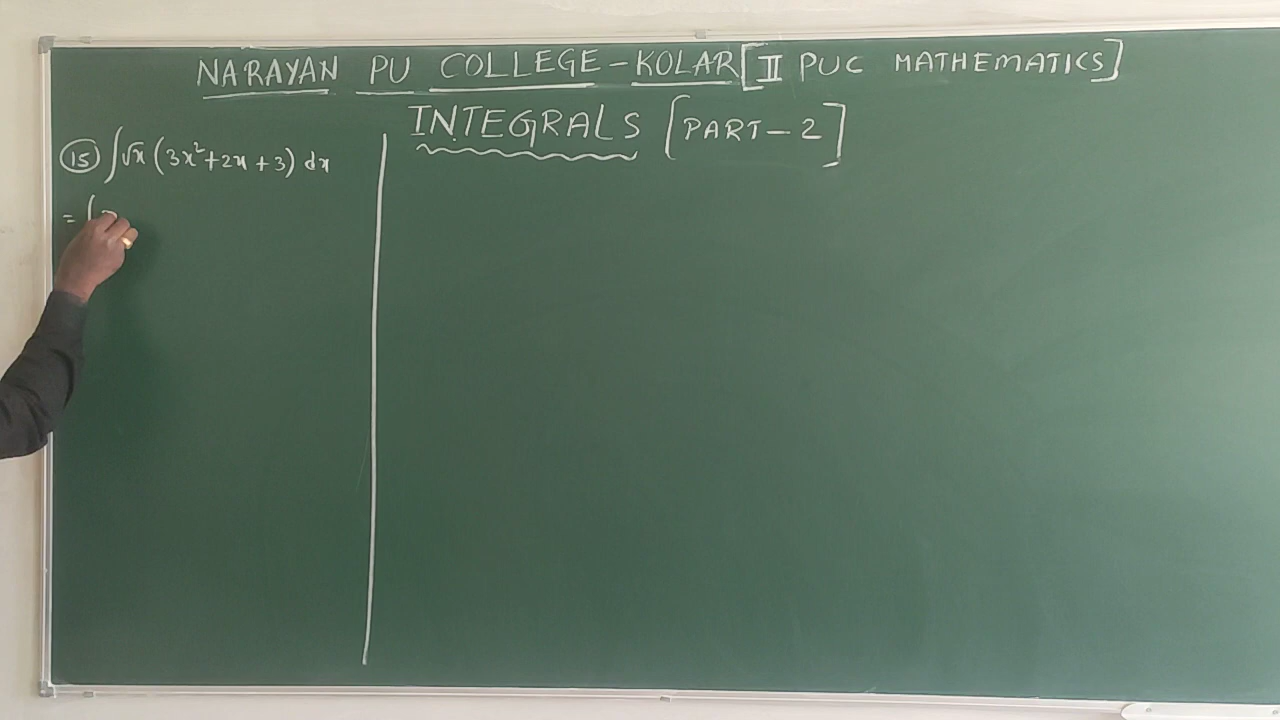 NARAYAN PU COLLEGE – KOLAR [II PUC MATHEMATICS]
INTEGRALS [PART – 2]
15 ∫√x (3x²+2x+3) dx
= ∫